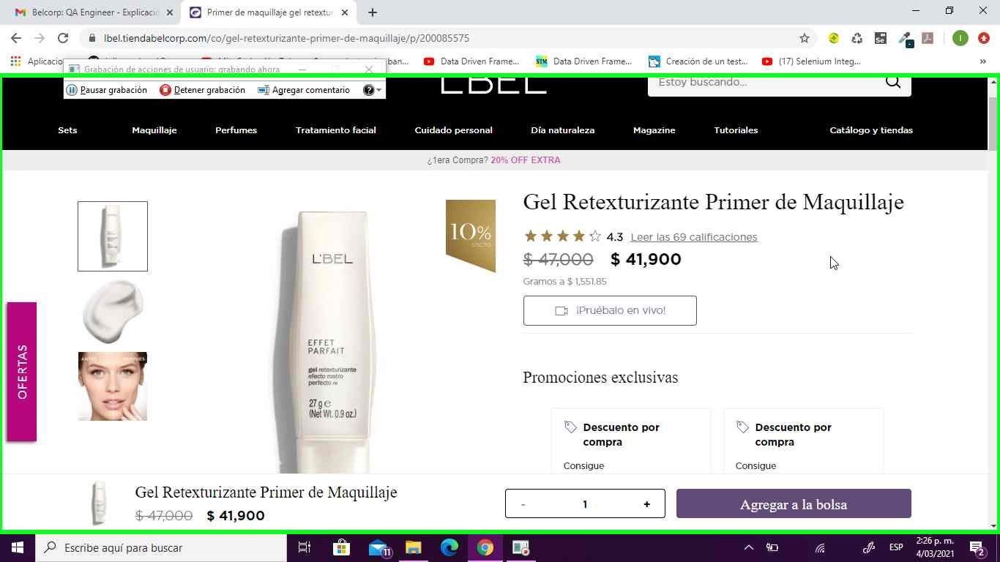 Belcorp: QA Engineer - Explicació
Primer de maquillaje gel retextur
lbel.tiendabelcorp.com/co/gel-retexturizante-primer-de-maquillaje/p/200085575
Aplicacio
Data Driven Frame...
Data Driven Frame...
Creación de un test...
(17) Selenium Integ...
Grabación de acciones de usuario: grabando ahora
Pausar grabación
Detener grabación
Agregar comentario
L'BEL
Estoy buscando...
Sets
Maquillaje
Perfumes
Tratamiento facial
Cuidado personal
Día naturaleza
Magazine
Tutoriales
Catálogo y tiendas
¿1era Compra? 20% OFF EXTRA
OFERTAS
L'BEL
EFFET
PARFAIT
gel retexturizante
efecto rostro
perfecto
27 g e
(Net Wt. 0.9 oz.)
10%
DSCTO
Gel Retexturizante Primer de Maquillaje
4.3 Leer las 69 calificaciones
$ 47,000 $ 41,900
Gramos a $ 1,551.85
¡Pruébalo en vivo!
Promociones exclusivas
Descuento por
compra
Consigue
Descuento por
compra
Consigue
Gel Retexturizante Primer de Maquillaje
$ 47,000 $ 41,900
- 1 +
Agregar a la bolsa
Escribe aquí para buscar
11
ESP
2:26 p. m.
4/03/2021
2